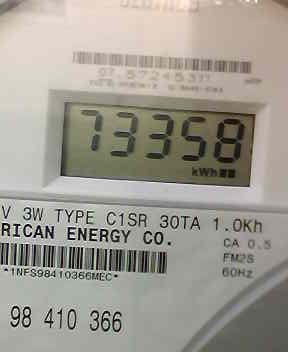 73358
kWh
V 3W TYPE C1SR 30TA 1.0Kh
RICAN ENERGY CO.
CA 0.5
FM2S
60Hz
*1NFS98410366MEC*
98 410 366